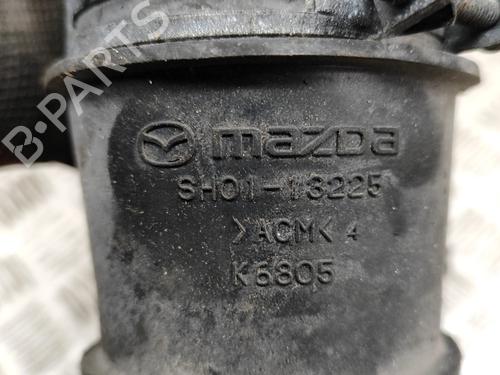 B-PARTS
mazda
SH01-13225
>ACM< 4
K6805